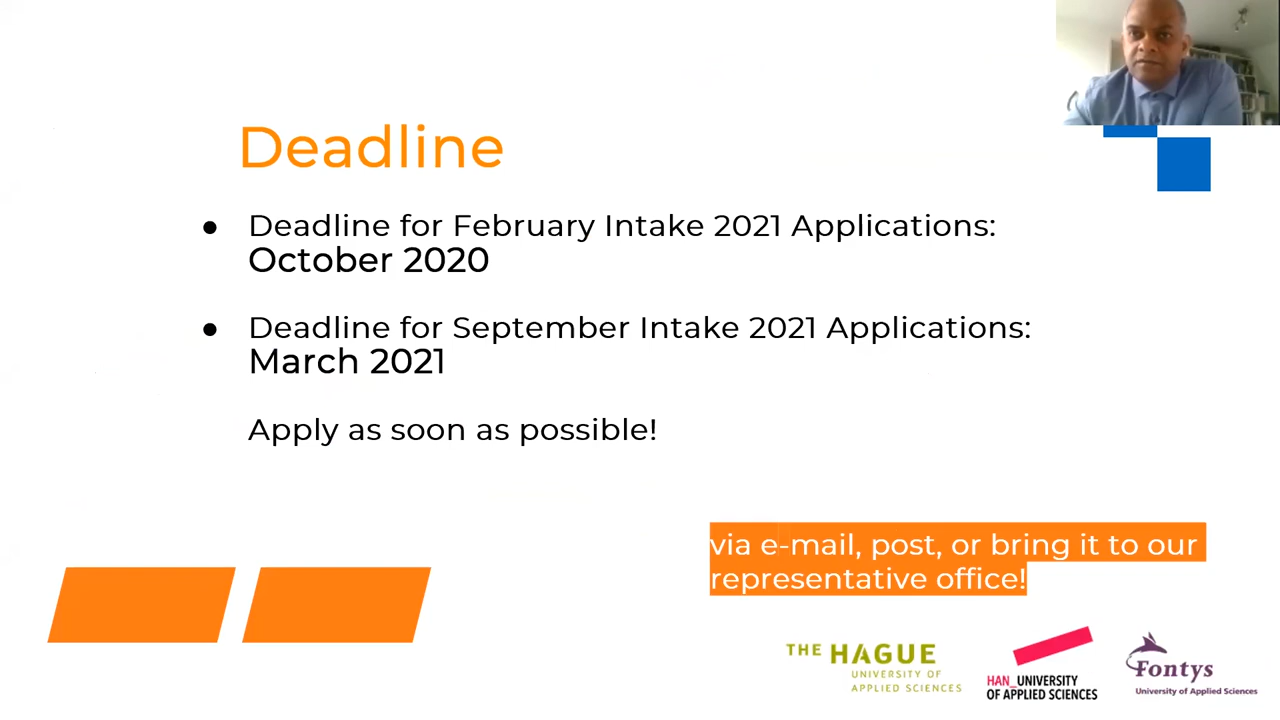 Deadline
● Deadline for February Intake 2021 Applications:
October 2020
● Deadline for September Intake 2021 Applications:
March 2021
Apply as soon as possible!
via e-mail, post, or bring it to our
representative office!
THE HAGUE
UNIVERSITY OF
APPLIED SCIENCES
HAN_UNIVERSITY
OF APPLIED SCIENCES
Fontys
University of Applied Sciences